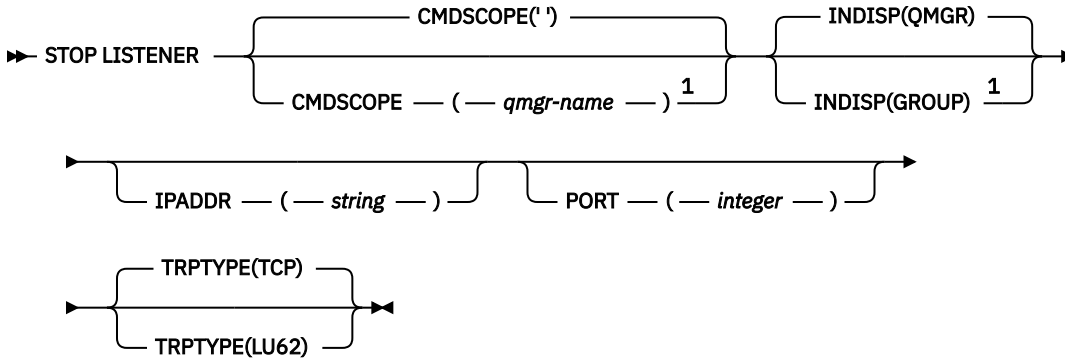 CMDSCOPE(' ')
INDISP(QMGR)
STOP LISTENER
CMDSCOPE ( qmgr-name ) 1
INDISP(GROUP) 1
IPADDR ( string )
PORT ( integer )
TRPTYPE(TCP)
TRPTYPE(LU62)